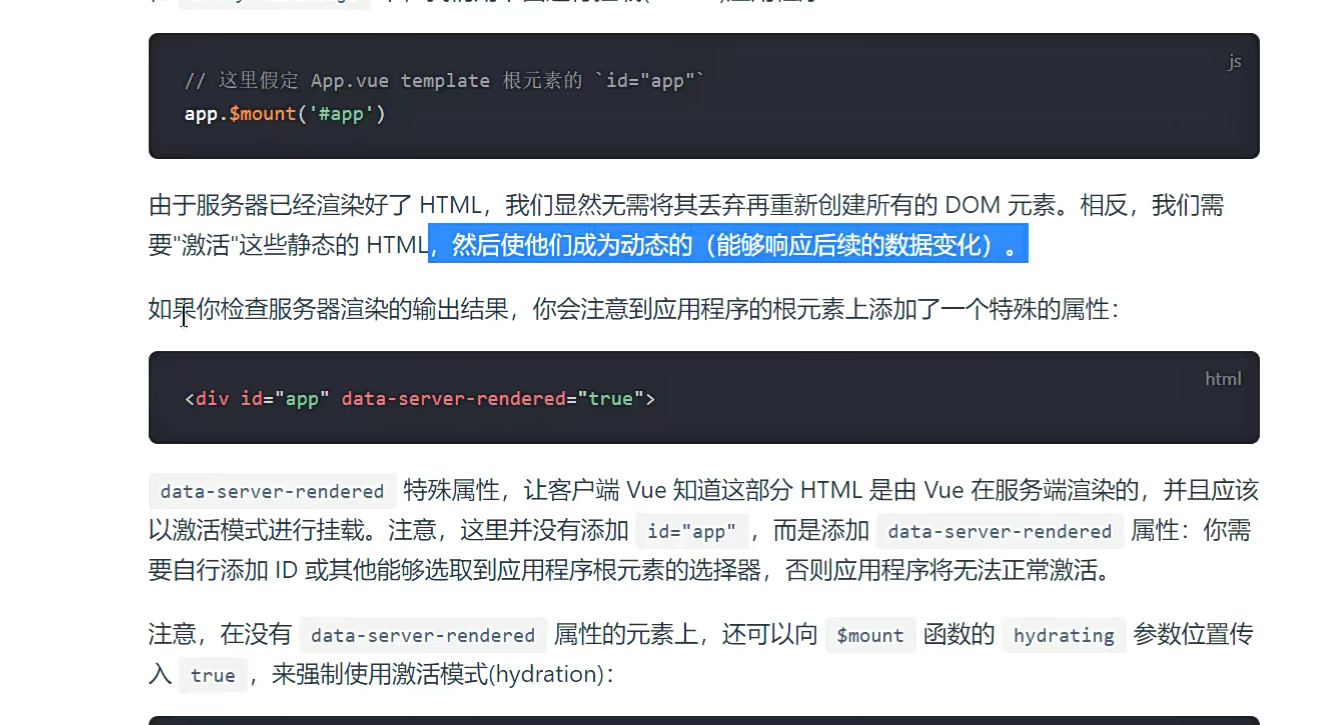 js
// 这里假定 App.vue template 根元素的 `id="app"`
app.$mount('#app')
由于服务器已经渲染好了 HTML，我们显然无需将其丢弃再重新创建所有的 DOM 元素。相反，我们需
要"激活"这些静态的 HTML，然后使他们成为动态的（能够响应后续的数据变化）。
如果你检查服务器渲染的输出结果，你会注意到应用程序的根元素上添加了一个特殊的属性：
html
<div id="app" data-server-rendered="true">
data-server-rendered 特殊属性，让客户端 Vue 知道这部分 HTML 是由 Vue 在服务端渲染的，并且应该
以激活模式进行挂载。注意，这里并没有添加 id="app" ，而是添加 data-server-rendered 属性：你需
要自行添加 ID 或其他能够选取到应用程序根元素的选择器，否则应用程序将无法正常激活。
注意，在没有 data-server-rendered 属性的元素上，还可以向 $mount 函数的 hydrating 参数位置传
入 true ，来强制使用激活模式(hydration)：